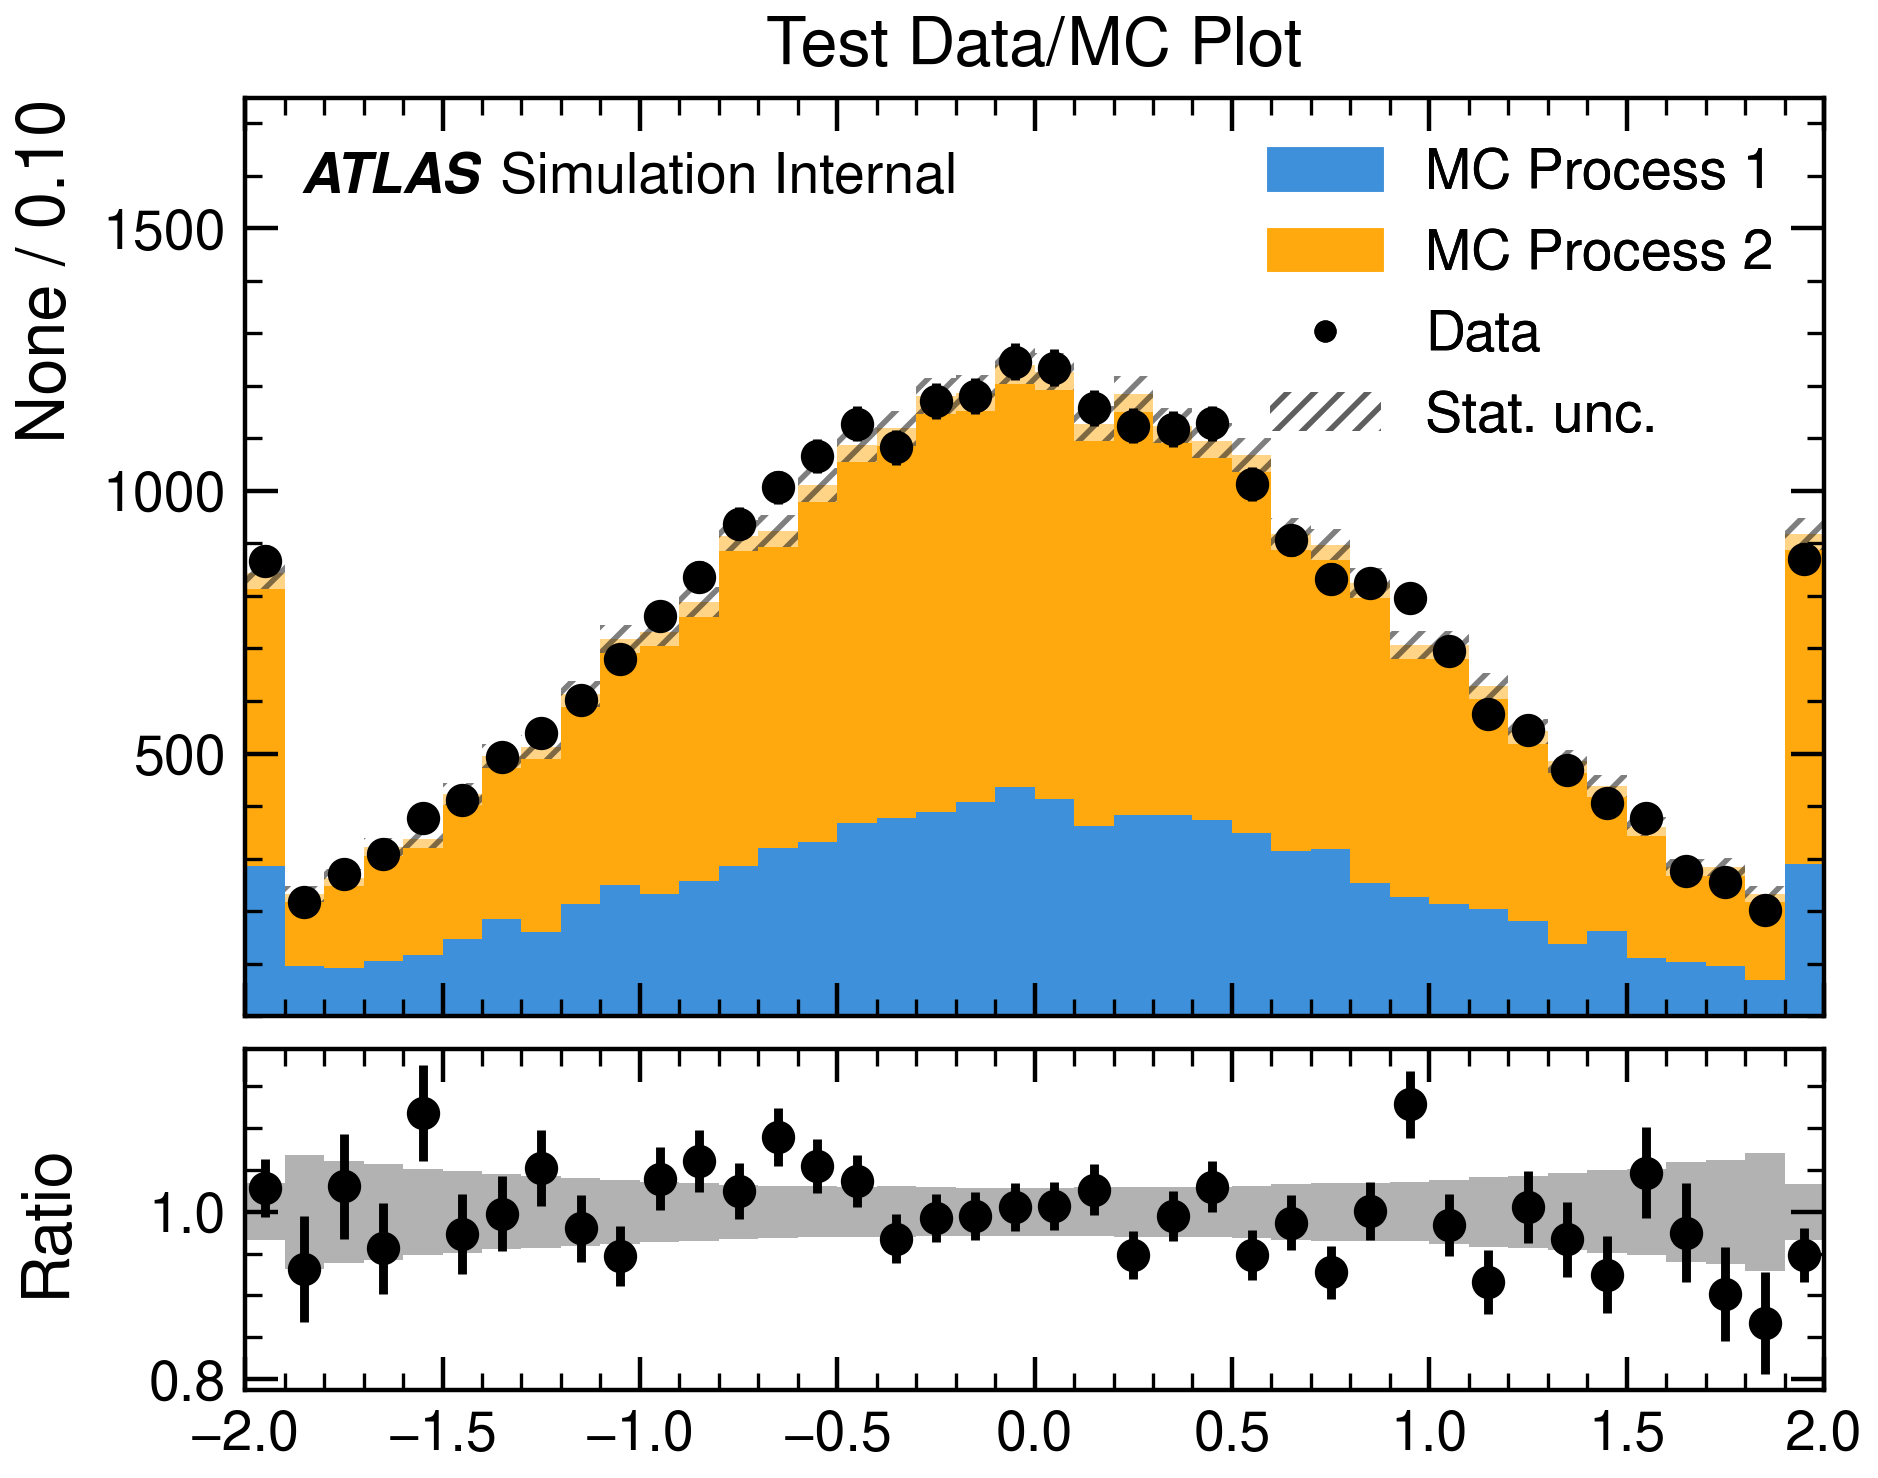 Test Data/MC Plot
None / 0.10
ATLAS Simulation Internal
MC Process 1
MC Process 2
Data
Stat. unc.
1500
1000
500
Ratio
1.0
0.8
−2.0 −1.5 −1.0 −0.5 0.0 0.5 1.0 1.5 2.0